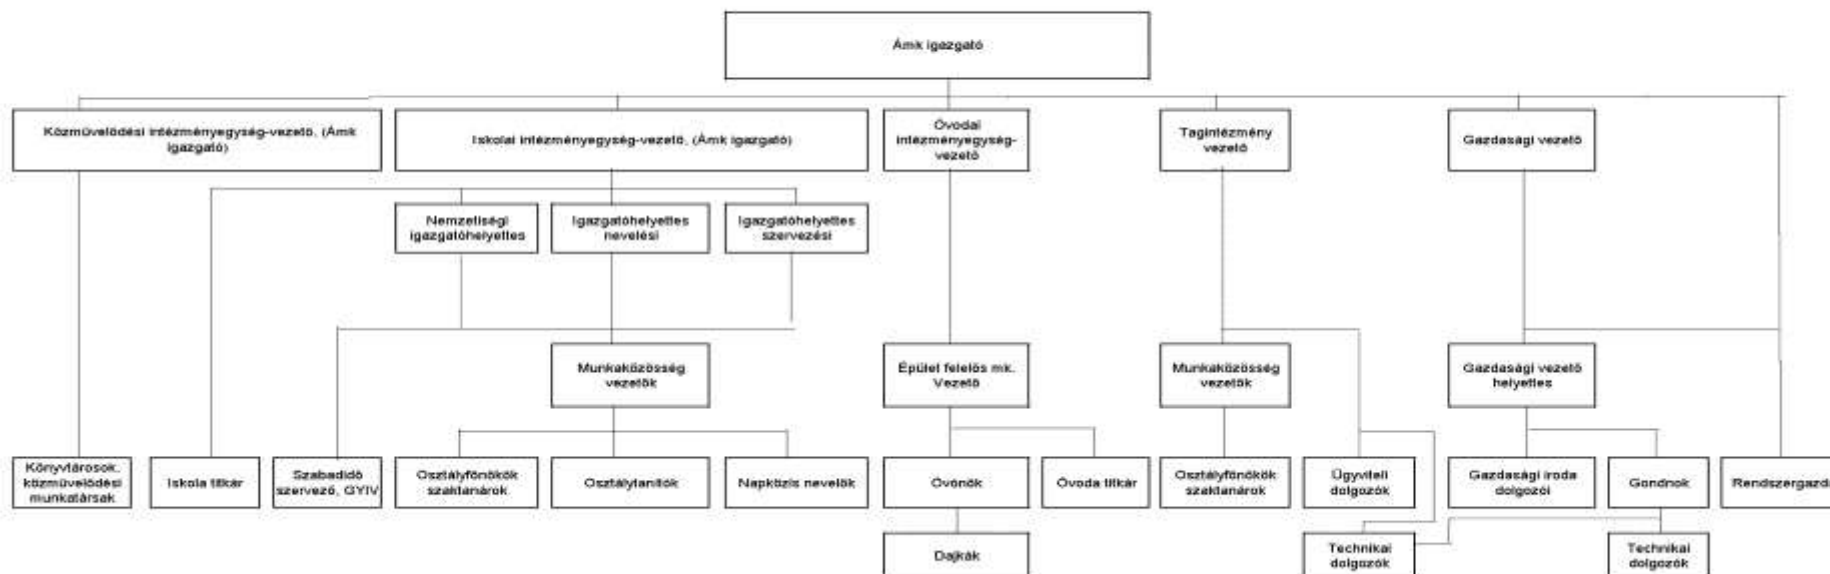 Ámk igazgató
Közművelődési intézményegység-vezető, (Ámk
igazgató)
Iskolai intézményegység-vezető, (Ámk igazgató)
Óvodai
intézményegység-
vezető
Tagintézmény
vezető
Gazdasági vezető
Nemzetiségi
igazgatóhelyettes
Igazgatóhelyettes
nevelési
Igazgatóhelyettes
szervezési
Munkaközösség
vezetők
Épület felelős mk.
Vezető
Munkaközösség
vezetők
Gazdasági vezető
helyettes
Könyvtárosok.
közművelődési
munkatársak
Iskola titkár
Szabadidő
szervező, GYIV
Osztályfőnökök
szaktanárok
Osztálytanítók
Napközis nevelők
Óvónők
Óvoda titkár
Osztályfőnökök
szaktanárok
Ügyviteli
dolgozók
Gazdasági iroda
dolgozói
Gondnok
Rendszergazda
Dajkák
Technikai
dolgozók
Technikai
dolgozók